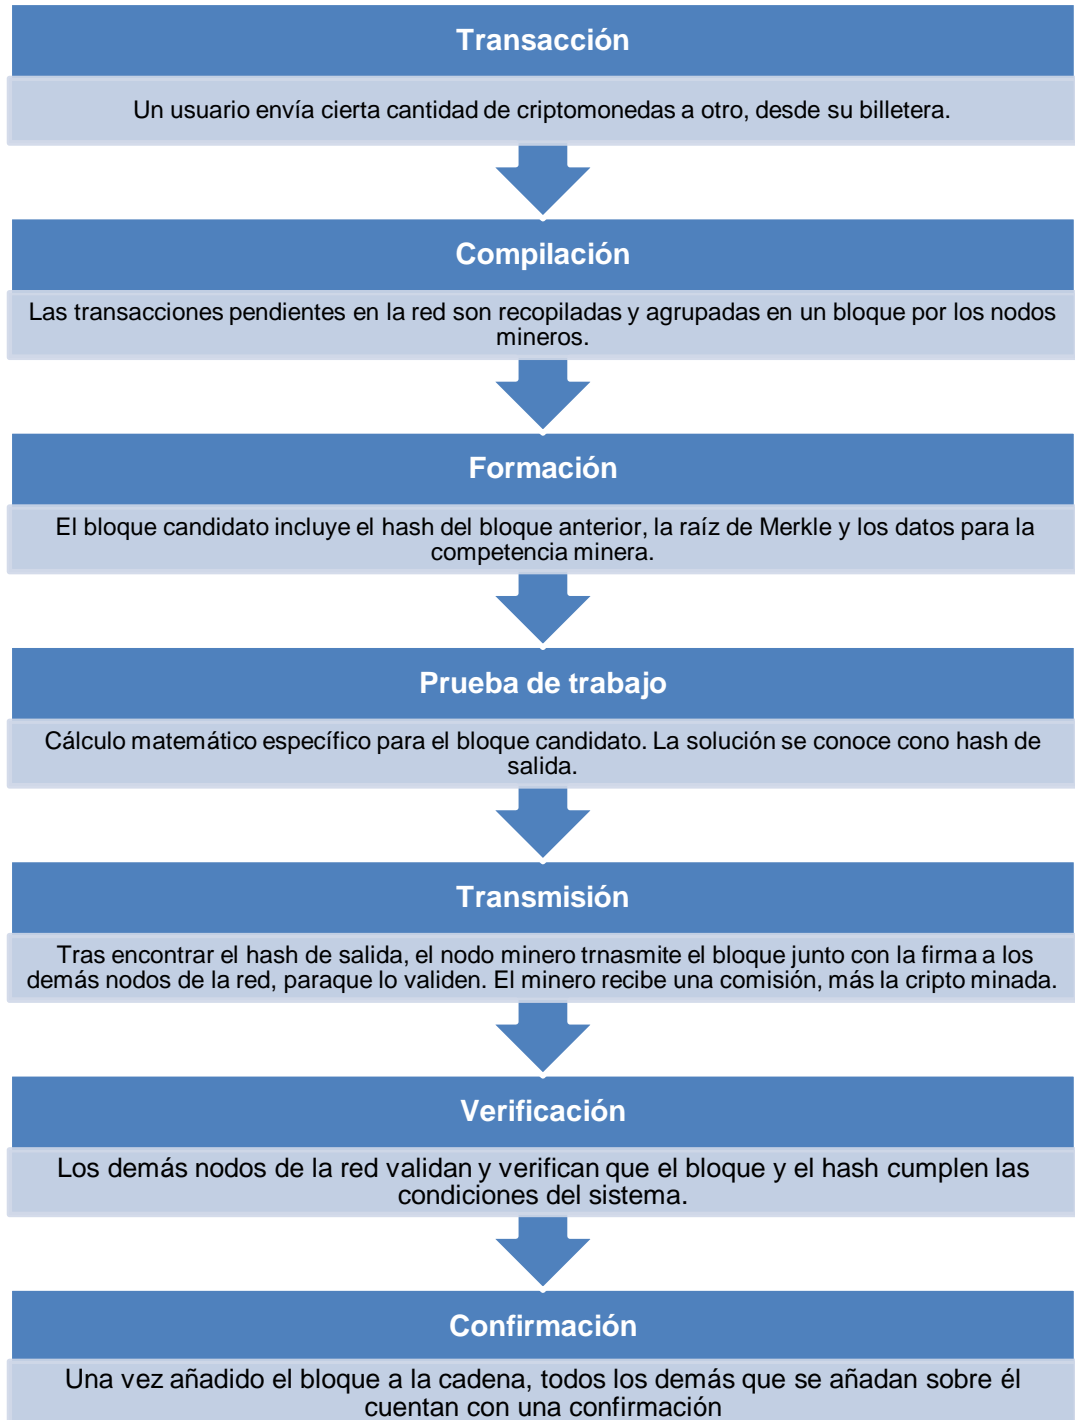 Transacción
Un usuario envía cierta cantidad de criptomonedas a otro, desde su billetera.
Compilación
Las transacciones pendientes en la red son recopiladas y agrupadas en un bloque por los nodos
mineros.
Formación
El bloque candidato incluye el hash del bloque anterior, la raíz de Merkle y los datos para la
competencia minera.
Prueba de trabajo
Cálculo matemático específico para el bloque candidato. La solución se conoce cono hash de
salida.
Transmisión
Tras encontrar el hash de salida, el nodo minero trnasmite el bloque junto con la firma a los
demás nodos de la red, paraque lo validen. El minero recibe una comisión, más la cripto minada.
Verificación
Los demás nodos de la red validan y verifican que el bloque y el hash cumplen las
condiciones del sistema.
Confirmación
Una vez añadido el bloque a la cadena, todos los demás que se añadan sobre él
cuentan con una confirmación